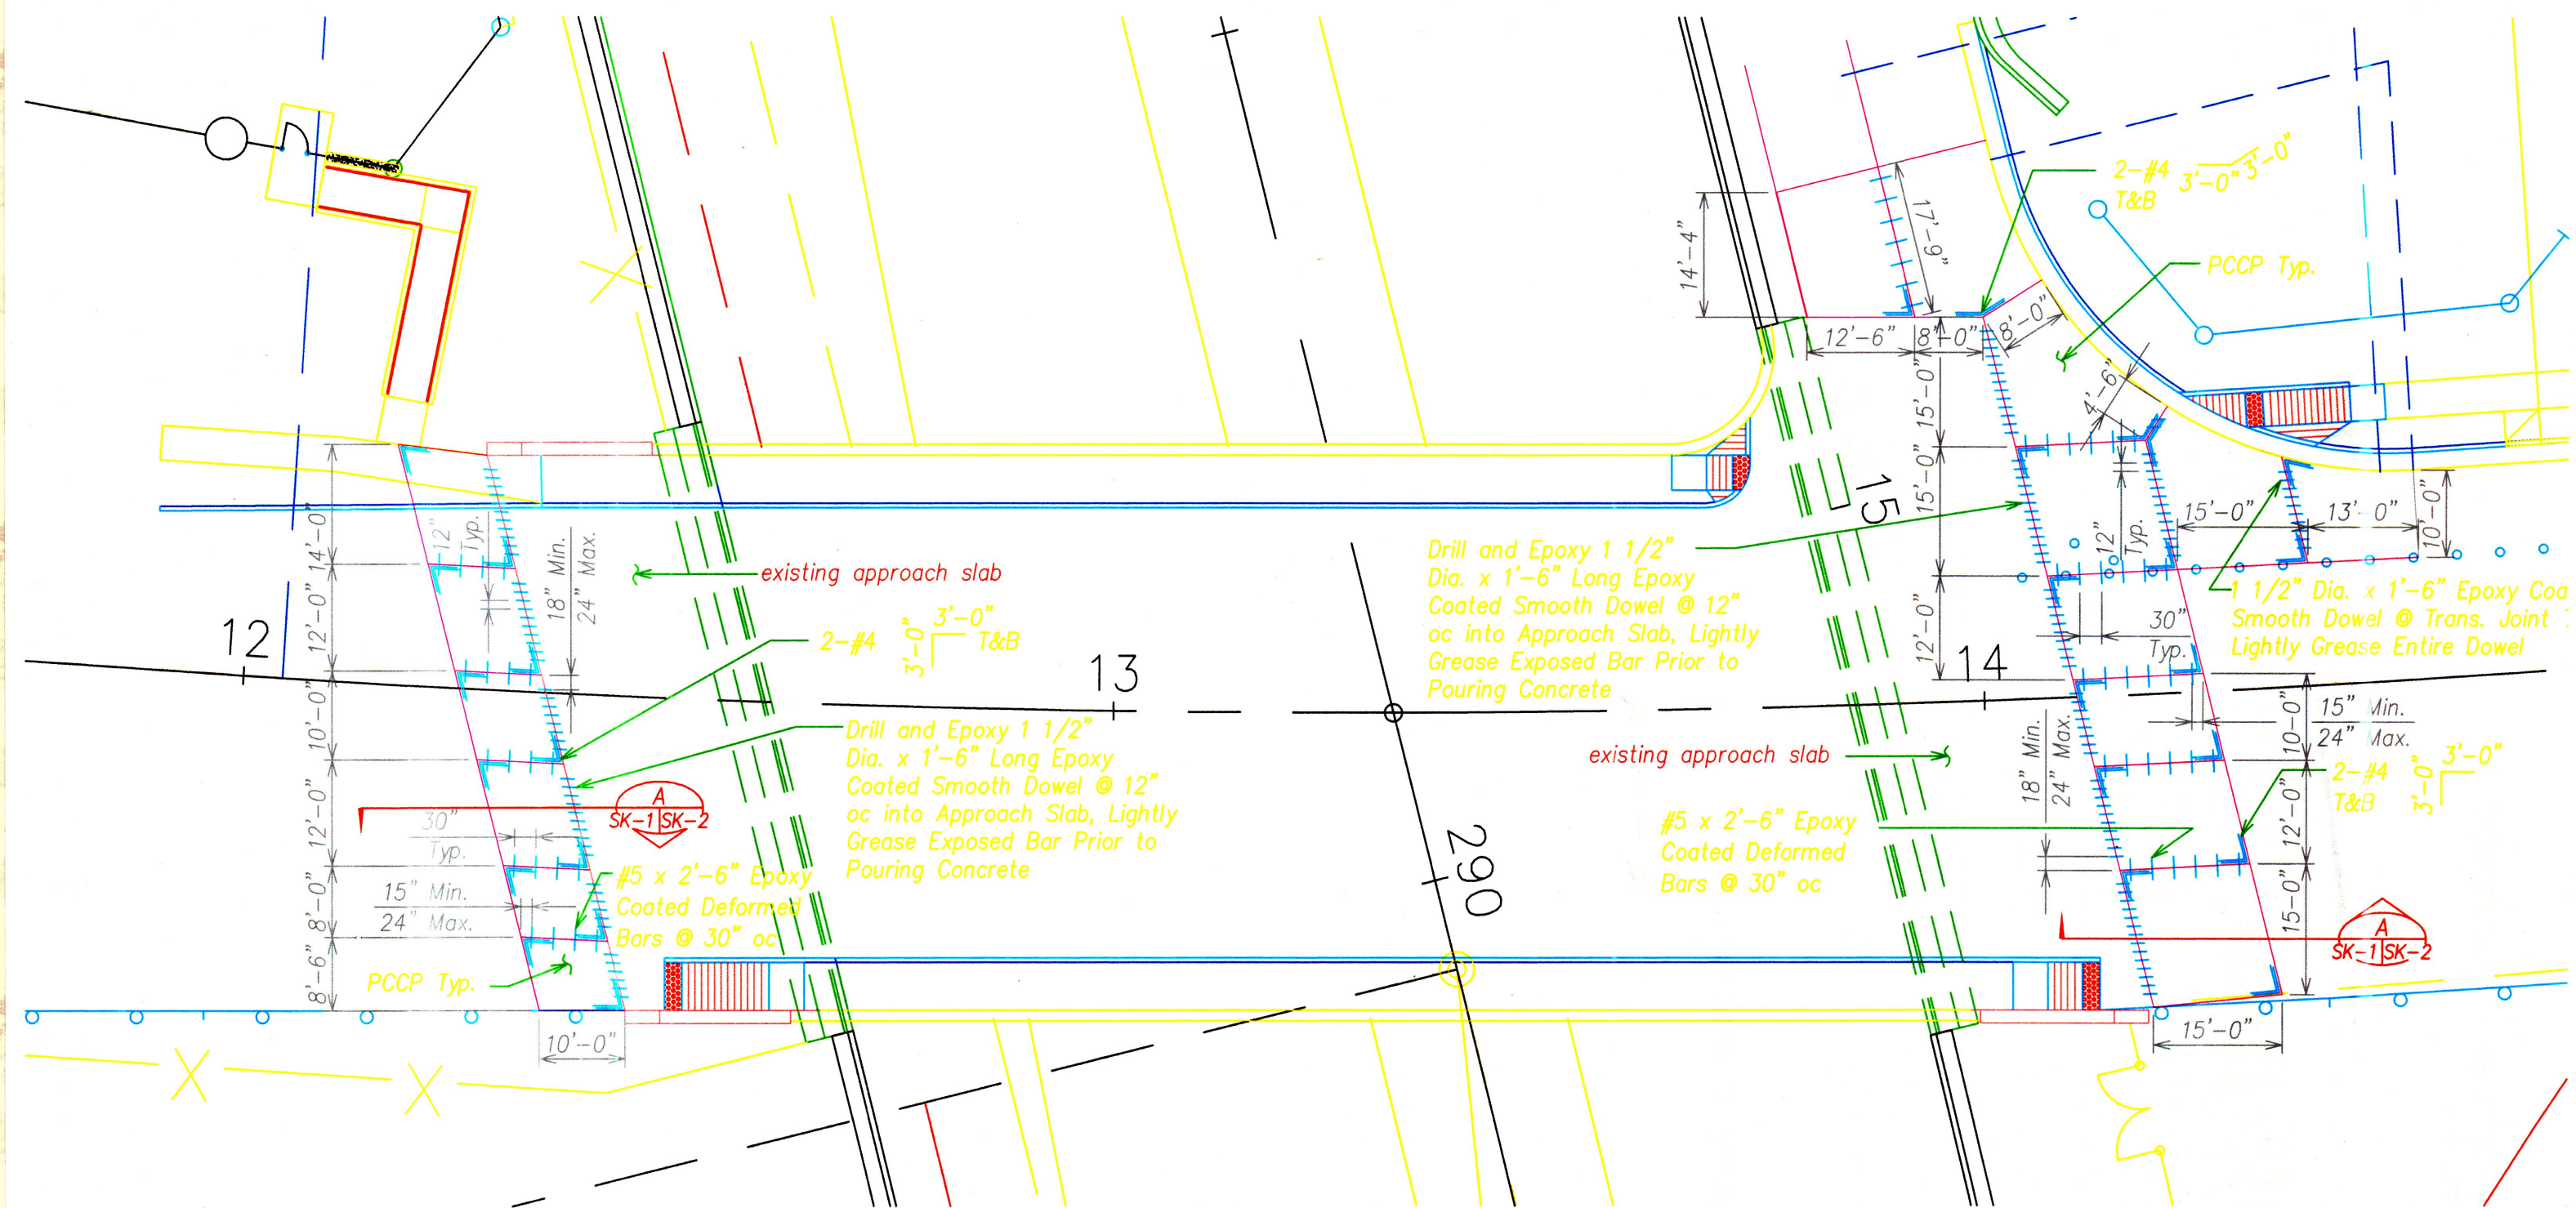 2-#4 3'-0" 3'-0"
T&B
PCCP Typ.
14'-4"
17'-9"
12'-6"
8'-0"
8'-0"
15'-0"
4'-6"
15'-0"
12"
Typ.
15'-0"
13'-0"
10'-0"
15
14'-0"
12"
Typ.
18" Min.
24" Max.
existing approach slab
Drill and Epoxy 1 1/2"
Dia. x 1'-6" Long Epoxy
Coated Smooth Dowel @ 12"
oc into Approach Slab, Lightly
Grease Exposed Bar Prior to
Pouring Concrete
1 1/2" Dia. x 1'-6" Epoxy Coa
Smooth Dowel @ Trans. Joint
Lightly Grease Entire Dowel
12
12'-0"
2-#4 3'-0" 3'-0" T&B
13
14
12'-0"
30"
Typ.
10'-0"
Drill and Epoxy 1 1/2"
Dia. x 1'-6" Long Epoxy
Coated Smooth Dowel @ 12"
oc into Approach Slab, Lightly
Grease Exposed Bar Prior to
Pouring Concrete
existing approach slab
18" Min.
24" Max.
10'-0"
15" Min.
24" Max.
2-#4
T&B
3'-0" 3'-0"
12'-0"
A
SK-1 SK-2
30"
Typ.
#5 x 2'-6" Epoxy
Coated Deformed
Bars @ 30" oc
290
#5 x 2'-6" Epoxy
Coated Deformed
Bars @ 30" oc
12'-0"
8'-0"
15" Min.
24" Max.
15'-0"
A
SK-1 SK-2
8'-6"
PCCP Typ.
10'-0"
15'-0"